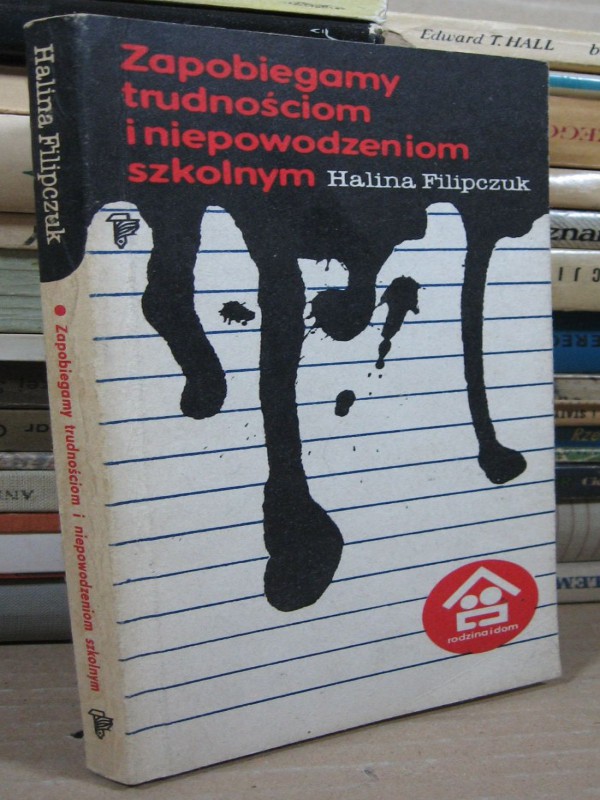 Zapobiegamy
trudnościom
i niepowodzeniom
szkolnym Halina Filipczuk
rodzina i dom
Halina Filipczuk
Zapobiegamy trudnościom i niepowodzeniom szkolnym
Edward T. HALL